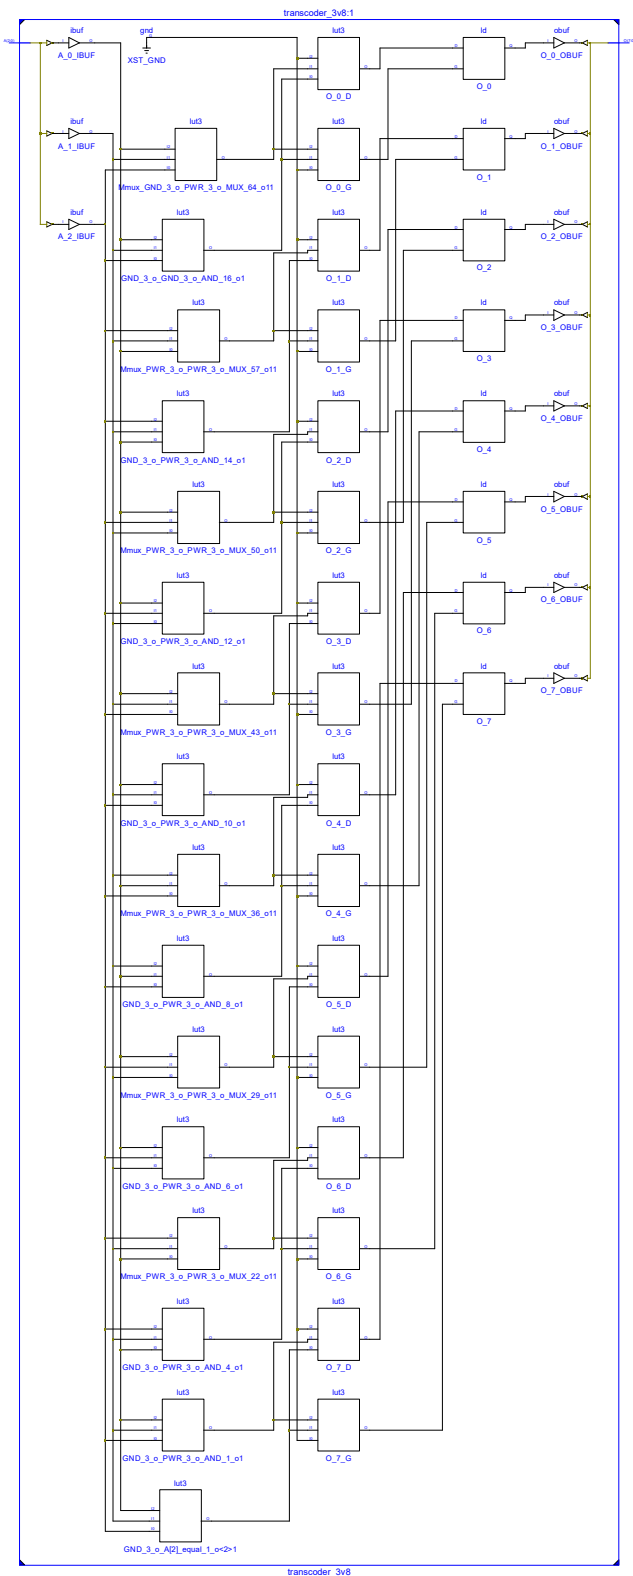 transcoder_3v8:1
ibuf
A_0_IBUF
gnd
XST_GND
lut3
O_0_D
ld
O_0
obuf
O_0_OBUF
ibuf
A_1_IBUF
lut3
Mmux_GND_3_o_PWR_3_o_MUX_64_o11
lut3
O_0_G
ld
O_1
obuf
O_1_OBUF
ibuf
A_2_IBUF
lut3
GND_3_o_GND_3_o_AND_16_o1
lut3
O_1_D
ld
O_2
obuf
O_2_OBUF
lut3
Mmux_PWR_3_o_PWR_3_o_MUX_57_o11
lut3
O_1_G
ld
O_3
obuf
O_3_OBUF
lut3
GND_3_o_PWR_3_o_AND_14_o1
lut3
O_2_D
ld
O_4
obuf
O_4_OBUF
lut3
Mmux_PWR_3_o_PWR_3_o_MUX_50_o11
lut3
O_2_G
ld
O_5
obuf
O_5_OBUF
lut3
GND_3_o_PWR_3_o_AND_12_o1
lut3
O_3_D
ld
O_6
obuf
O_6_OBUF
lut3
Mmux_PWR_3_o_PWR_3_o_MUX_43_o11
lut3
O_3_G
ld
O_7
obuf
O_7_OBUF
lut3
GND_3_o_PWR_3_o_AND_10_o1
lut3
O_4_D
lut3
Mmux_PWR_3_o_PWR_3_o_MUX_36_o11
lut3
O_4_G
lut3
GND_3_o_PWR_3_o_AND_8_o1
lut3
O_5_D
lut3
Mmux_PWR_3_o_PWR_3_o_MUX_29_o11
lut3
O_5_G
lut3
GND_3_o_PWR_3_o_AND_6_o1
lut3
O_6_D
lut3
Mmux_PWR_3_o_PWR_3_o_MUX_22_o11
lut3
O_6_G
lut3
GND_3_o_PWR_3_o_AND_4_o1
lut3
O_7_D
lut3
GND_3_o_PWR_3_o_AND_1_o1
lut3
O_7_G
lut3
GND_3_o_A[2]_equal_1_o<2>1
transcoder_3v8